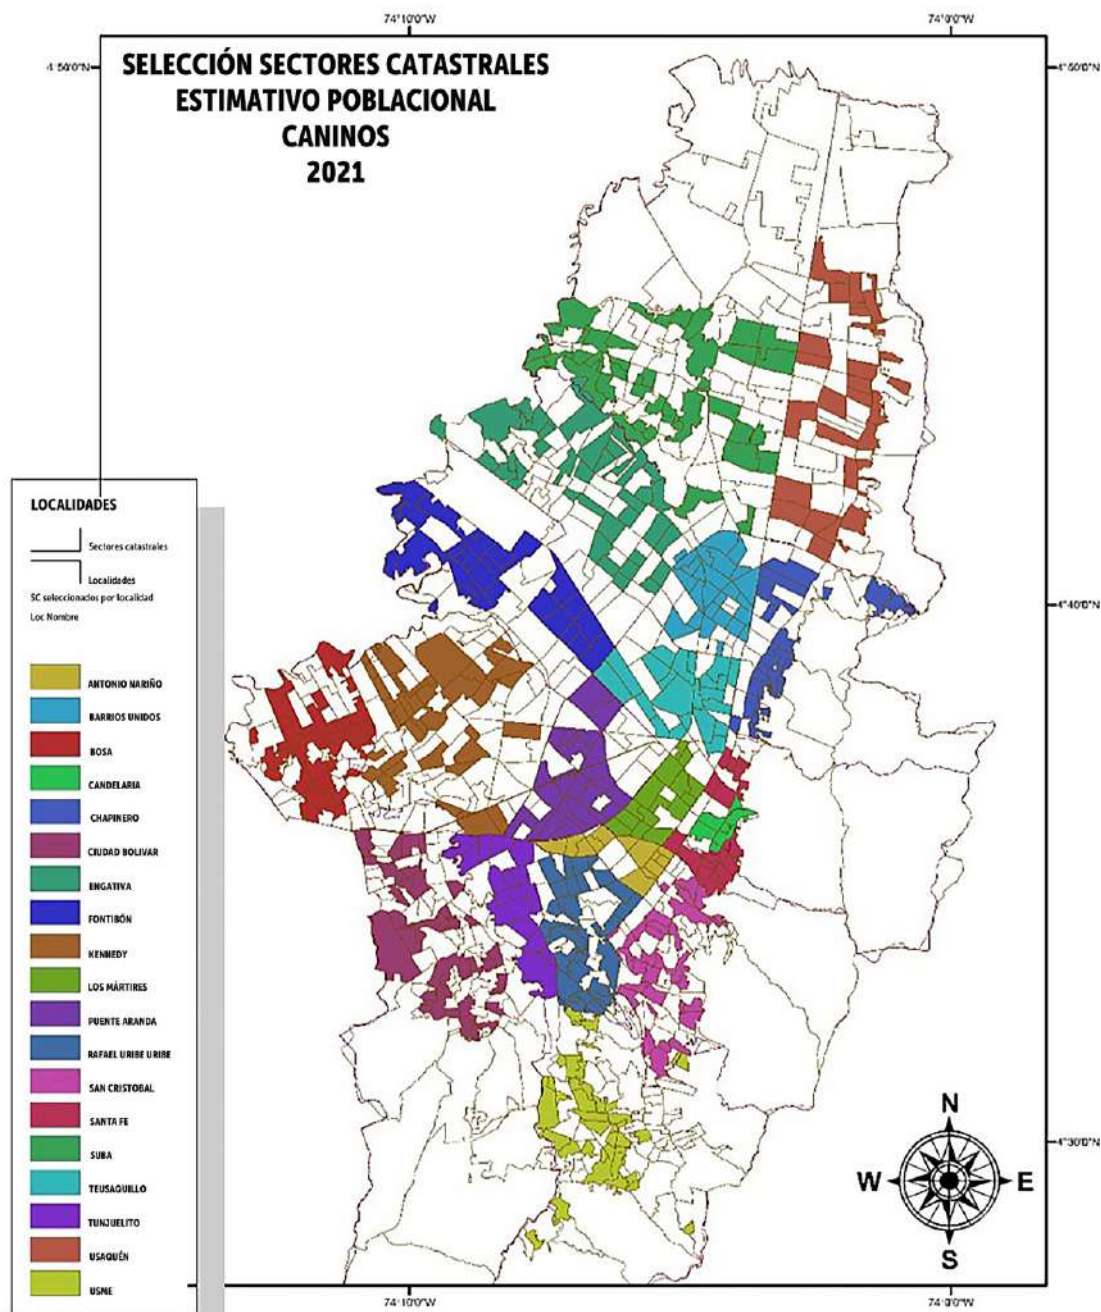 74°10'0"W
74°0'0"W
4°50'0"N
4°50'0"N
SELECCIÓN SECTORES CATASTRALES
ESTIMATIVO POBLACIONAL
CANINOS
2021
LOCALIDADES
Sectores catastrales
Localidades
SC seleccionados por localidad
Loc Nombre
ANTONIO NARIÑO
BARRIOS UNIDOS
BOSA
CANDELARIA
CHAPINERO
CIUDAD BOLIVAR
ENGATIVA
FONTIBÓN
KENNEDY
LOS MÁRTIRES
PUENTE ARANDA
RAFAEL URIBE URIBE
SAN CRISTOBAL
SANTA FE
SUBA
TEUSAQUILLO
TUNJUELITO
USAQUÉN
USME
4°40'0"N
4°30'0"N
N
W
E
S
74°10'0"W
74°0'0"W